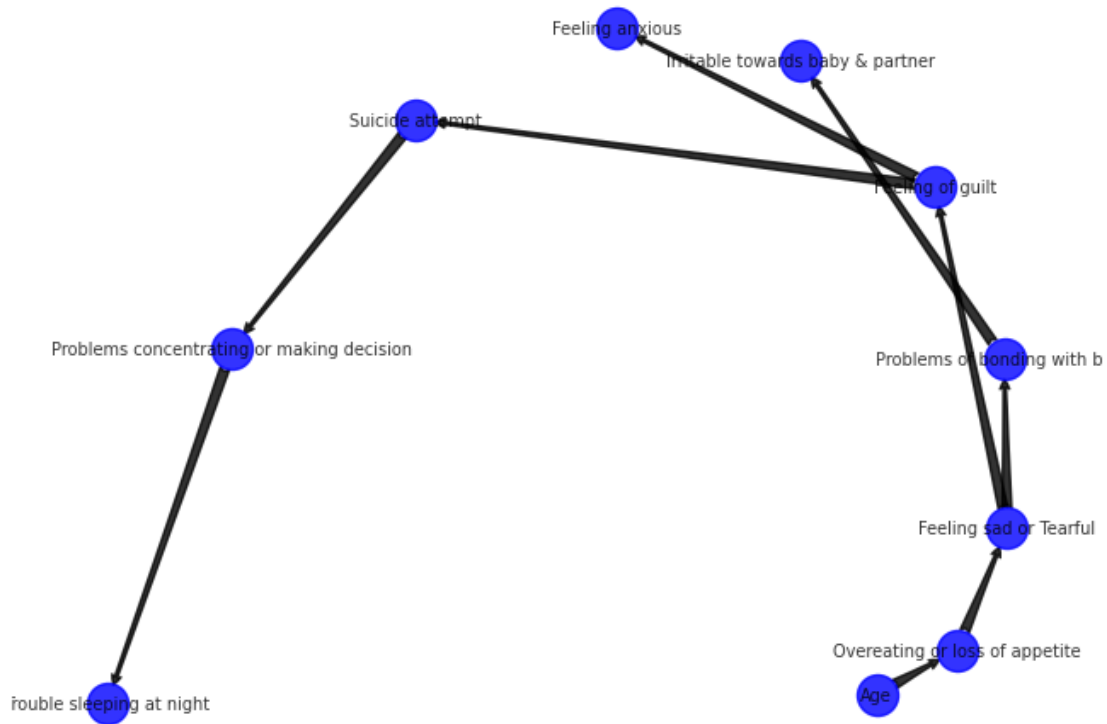 Feeling anxious
Irritable towards baby & partner
Suicide attempt
Feeling of guilt
Problems concentrating or making decision
Problems of bonding with b
Feeling sad or Tearful
Overeating or loss of appetite
Age
Trouble sleeping at night